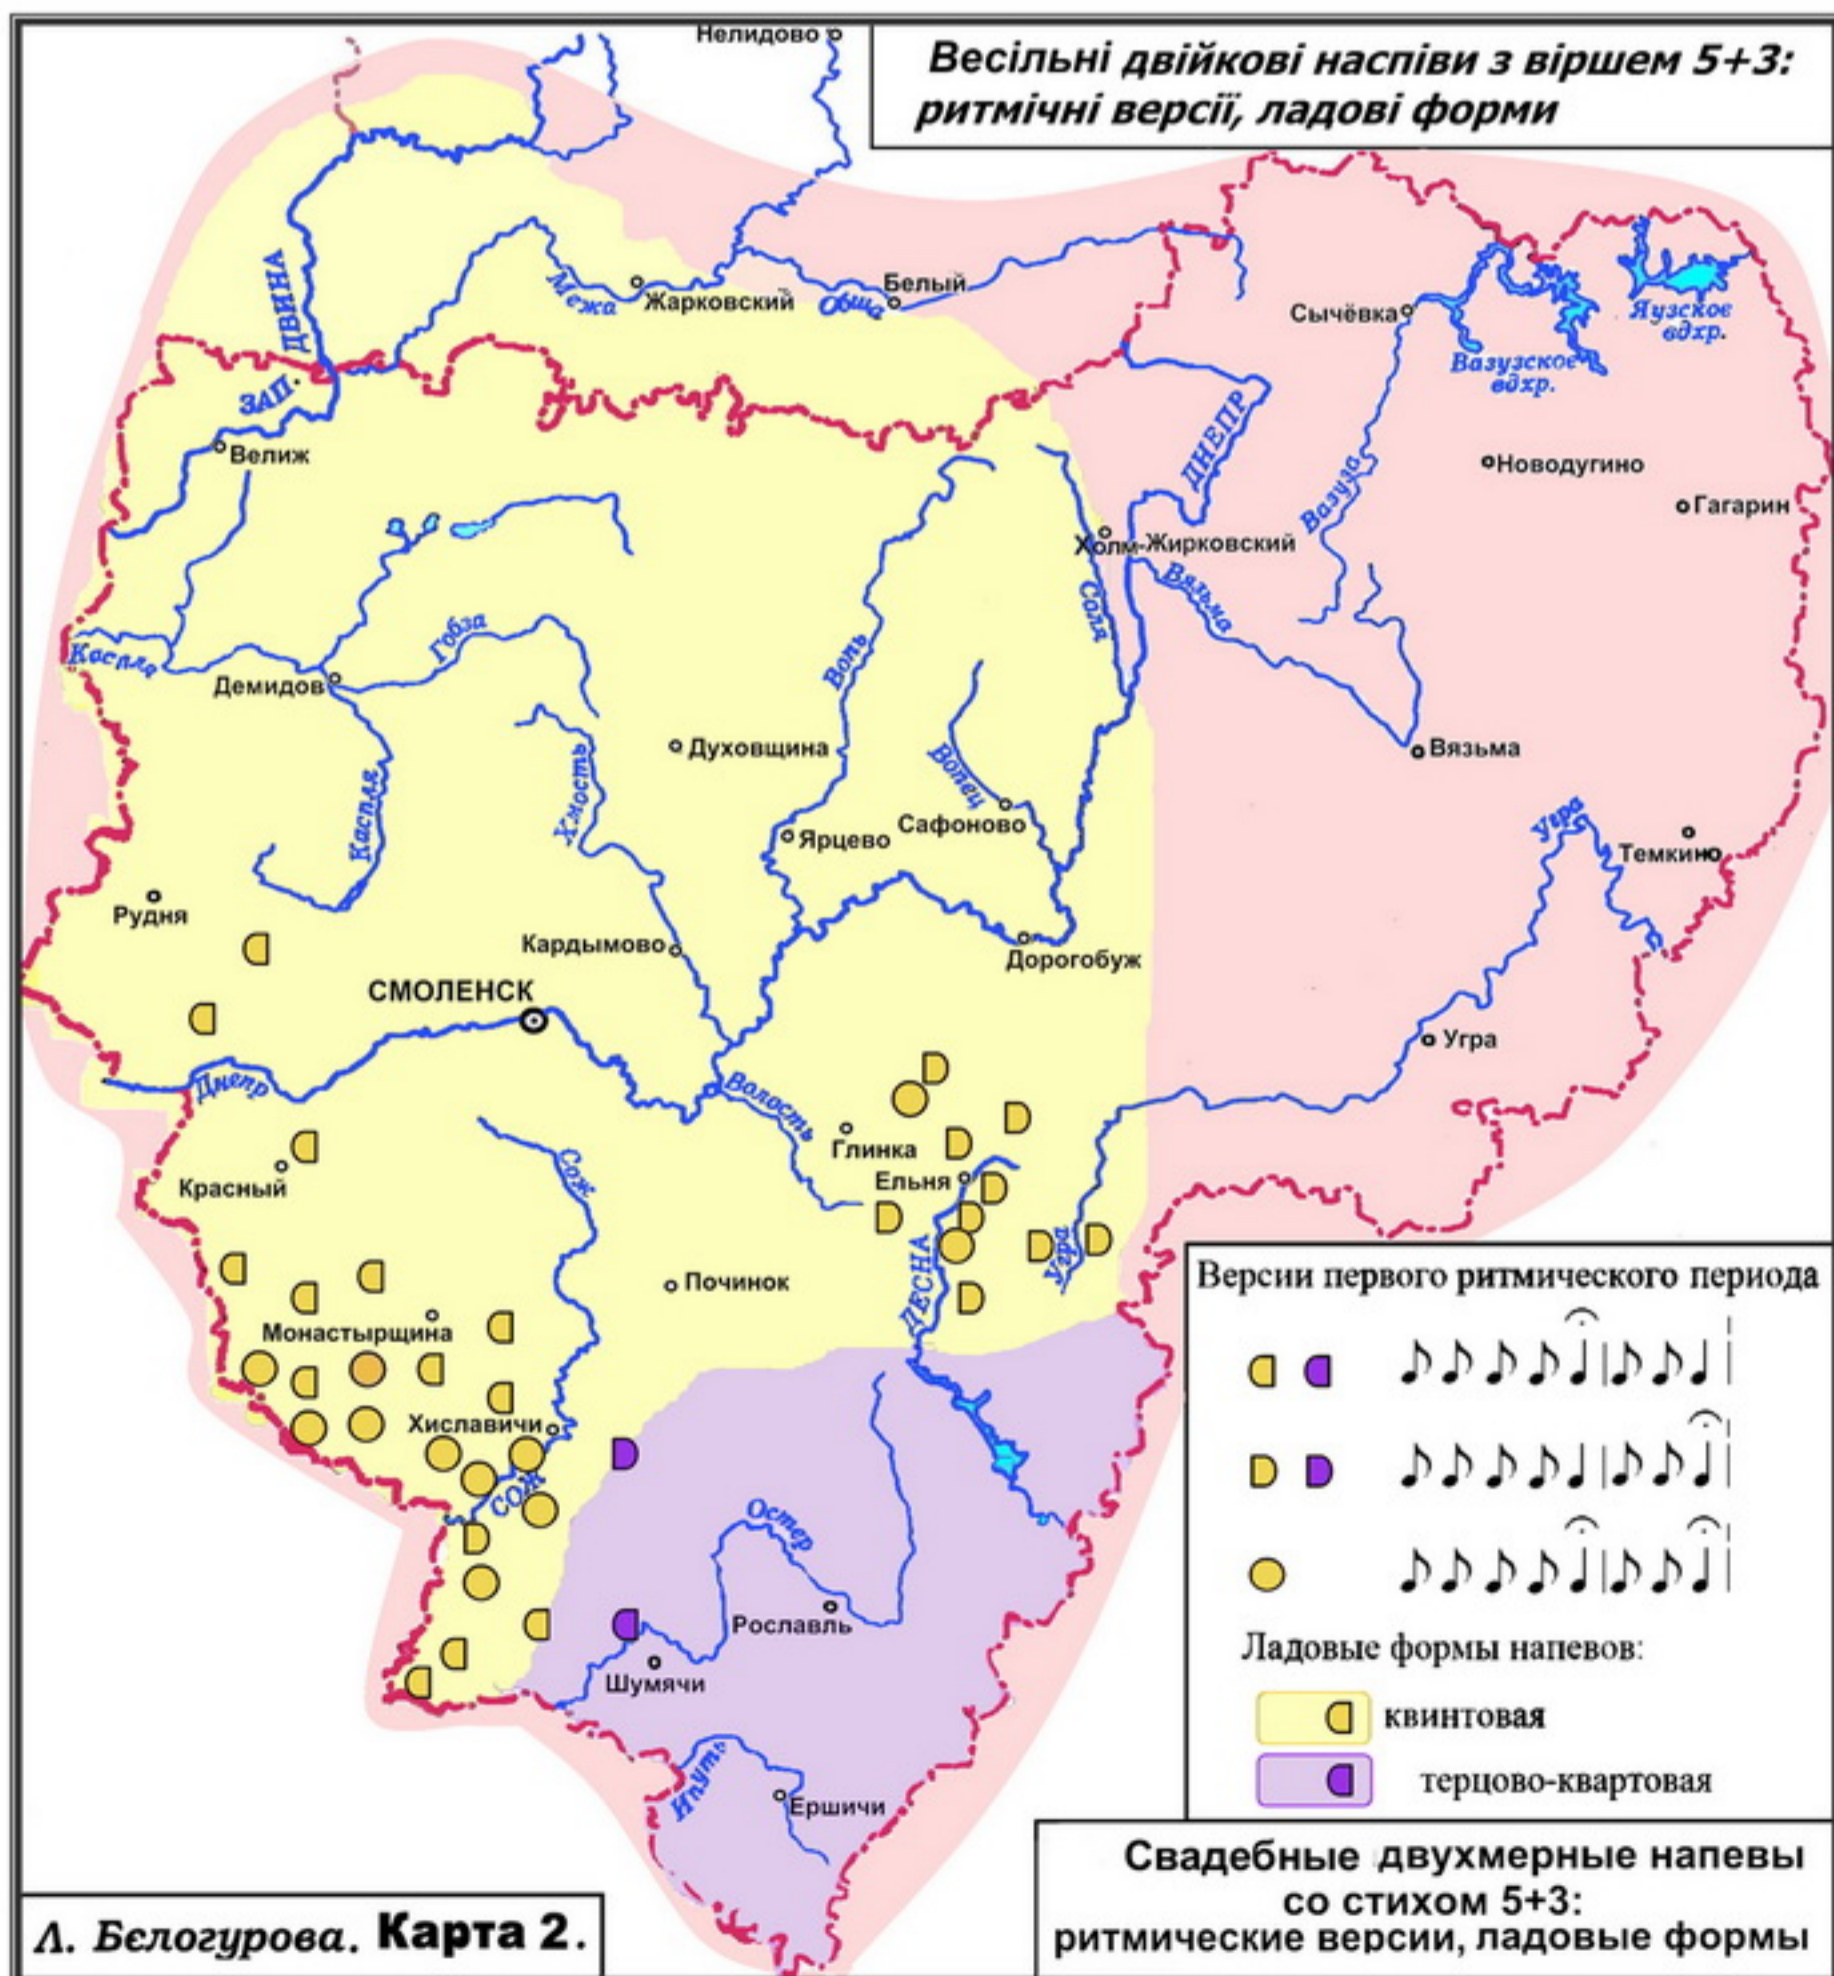 Нелидово
Весільні двійкові наспіви з віршем 5+3:
ритмічні версії, ладові форми
ДВИНА
ЗАП.
Межа
Жарковский
Обша
Белый
Сычёвка
Вазузское
вдхр.
Яузское
вдхр.
Велиж
ДНЕПР
Вазуза
Новодугино
Гагарин
Холм-Жирковский
Вязьма
Соля
Каспля
Гобза
Вопь
Демидов
Духовщина
Вопец
Вязьма
Хмость
Каспля
Ярцево
Сафоново
Угра
Темкино
Рудня
Кардымово
Дорогобуж
СМОЛЕНСК
Угра
Днепр
Волость
Глинка
Сож
Ельня
Красный
ДЕСНА
Угра
Починок
Монастырщина
Хиславичи
СОЖ
Остер
Рославль
Шумячи
Ипуть
Ершичи
Версии первого ритмического периода
Ладовые формы напевов:
квинтовая
терцово-квартовая
Свадебные двухмерные напевы
со стихом 5+3:
ритмические версии, ладовые формы
Л. Бєлогурова. Карта 2.